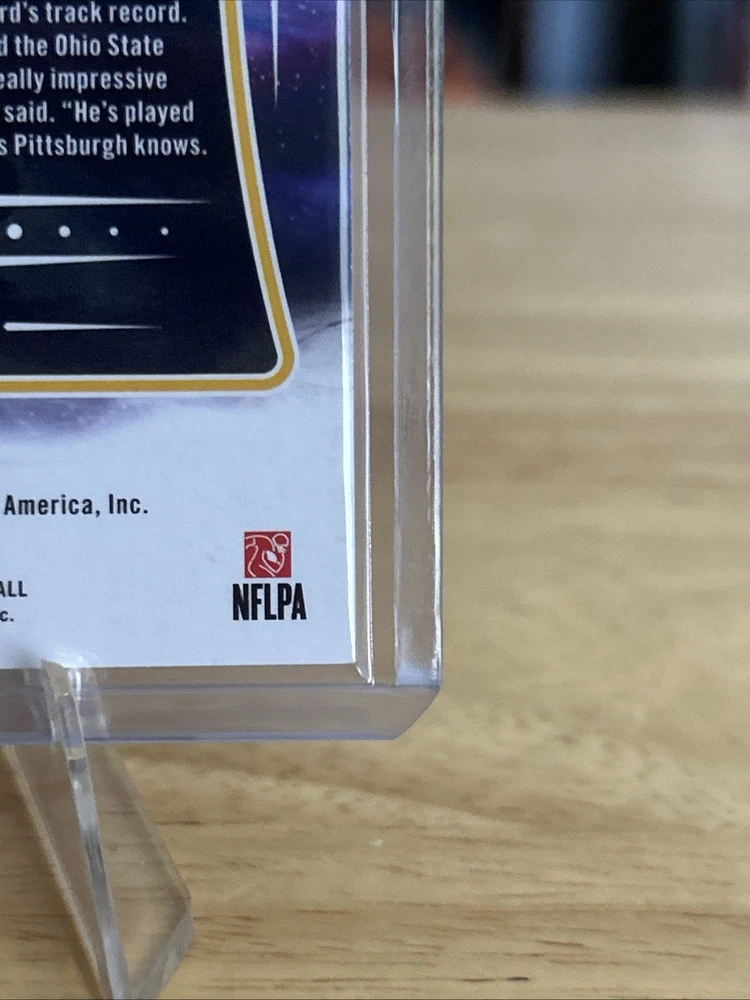 rd's track record.
d the Ohio State
eally impressive
said. “He's played
s Pittsburgh knows.
America, Inc.
ALL
c.
NFLPA